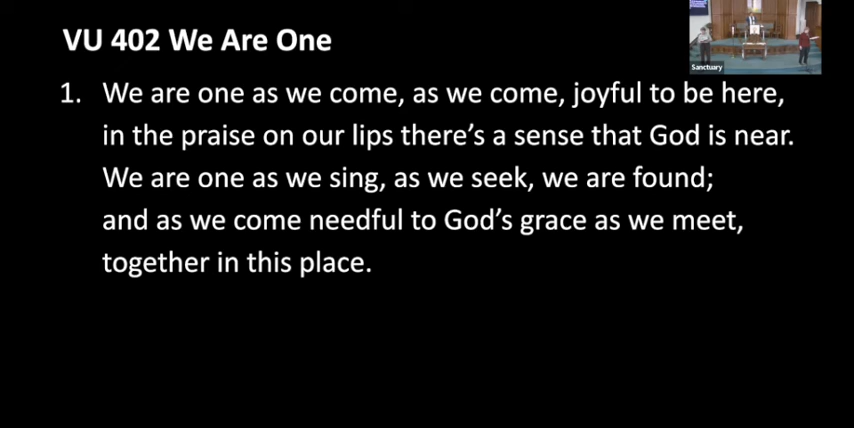 VU 402 We Are One
Sanctuary
1. We are one as we come, as we come, joyful to be here,
in the praise on our lips there’s a sense that God is near.
We are one as we sing, as we seek, we are found;
and as we come needful to God’s grace as we meet,
together in this place.